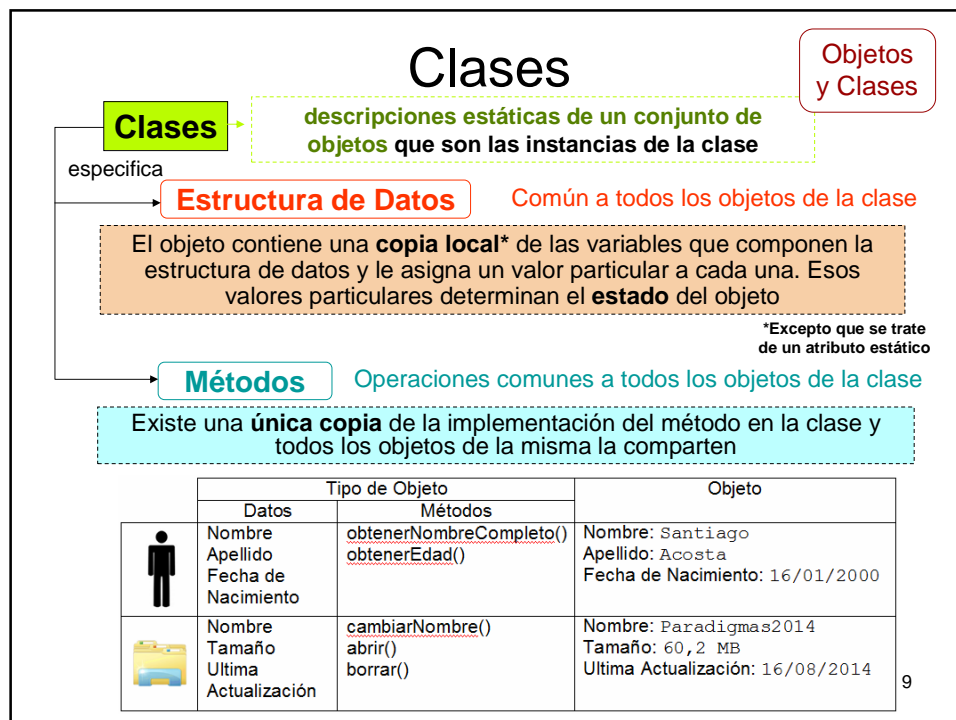 Clases
Objetos
y Clases
Clases
descripciones estáticas de un conjunto de
objetos que son las instancias de la clase
especifica
Estructura de Datos
Común a todos los objetos de la clase
El objeto contiene una copia local* de las variables que componen la
estructura de datos y le asigna un valor particular a cada una. Esos
valores particulares determinan el estado del objeto
*Excepto que se trate
de un atributo estático
Métodos
Operaciones comunes a todos los objetos de la clase
Existe una única copia de la implementación del método en la clase y
todos los objetos de la misma la comparten
Tipo de Objeto
Objeto
Datos
Métodos
Nombre
Apellido
Fecha de
Nacimiento
obtenerNombreCompleto()
obtenerEdad()
Nombre: Santiago
Apellido: Acosta
Fecha de Nacimiento: 16/01/2000
Nombre
Tamaño
Ultima
Actualización
cambiarNombre()
abrir()
borrar()
Nombre: Paradigmas2014
Tamaño: 60,2 MB
Ultima Actualización: 16/08/2014
9